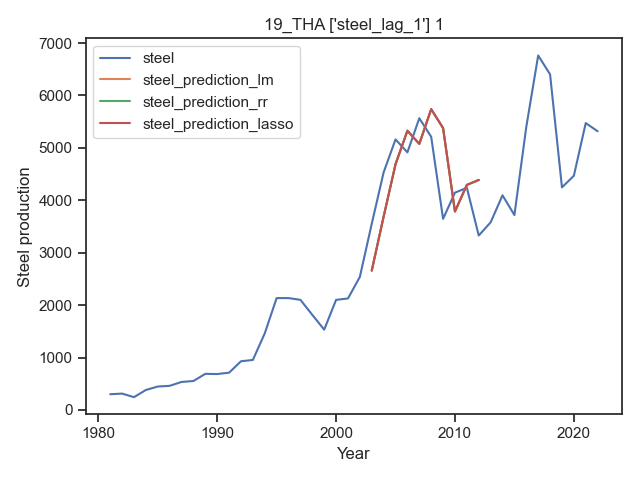 19_THA ['steel_lag_1'] 1
steel
steel_prediction_lm
steel_prediction_rr
steel_prediction_lasso
Steel production
7000
6000
5000
4000
3000
2000
1000
0
1980
1990
2000
2010
2020
Year